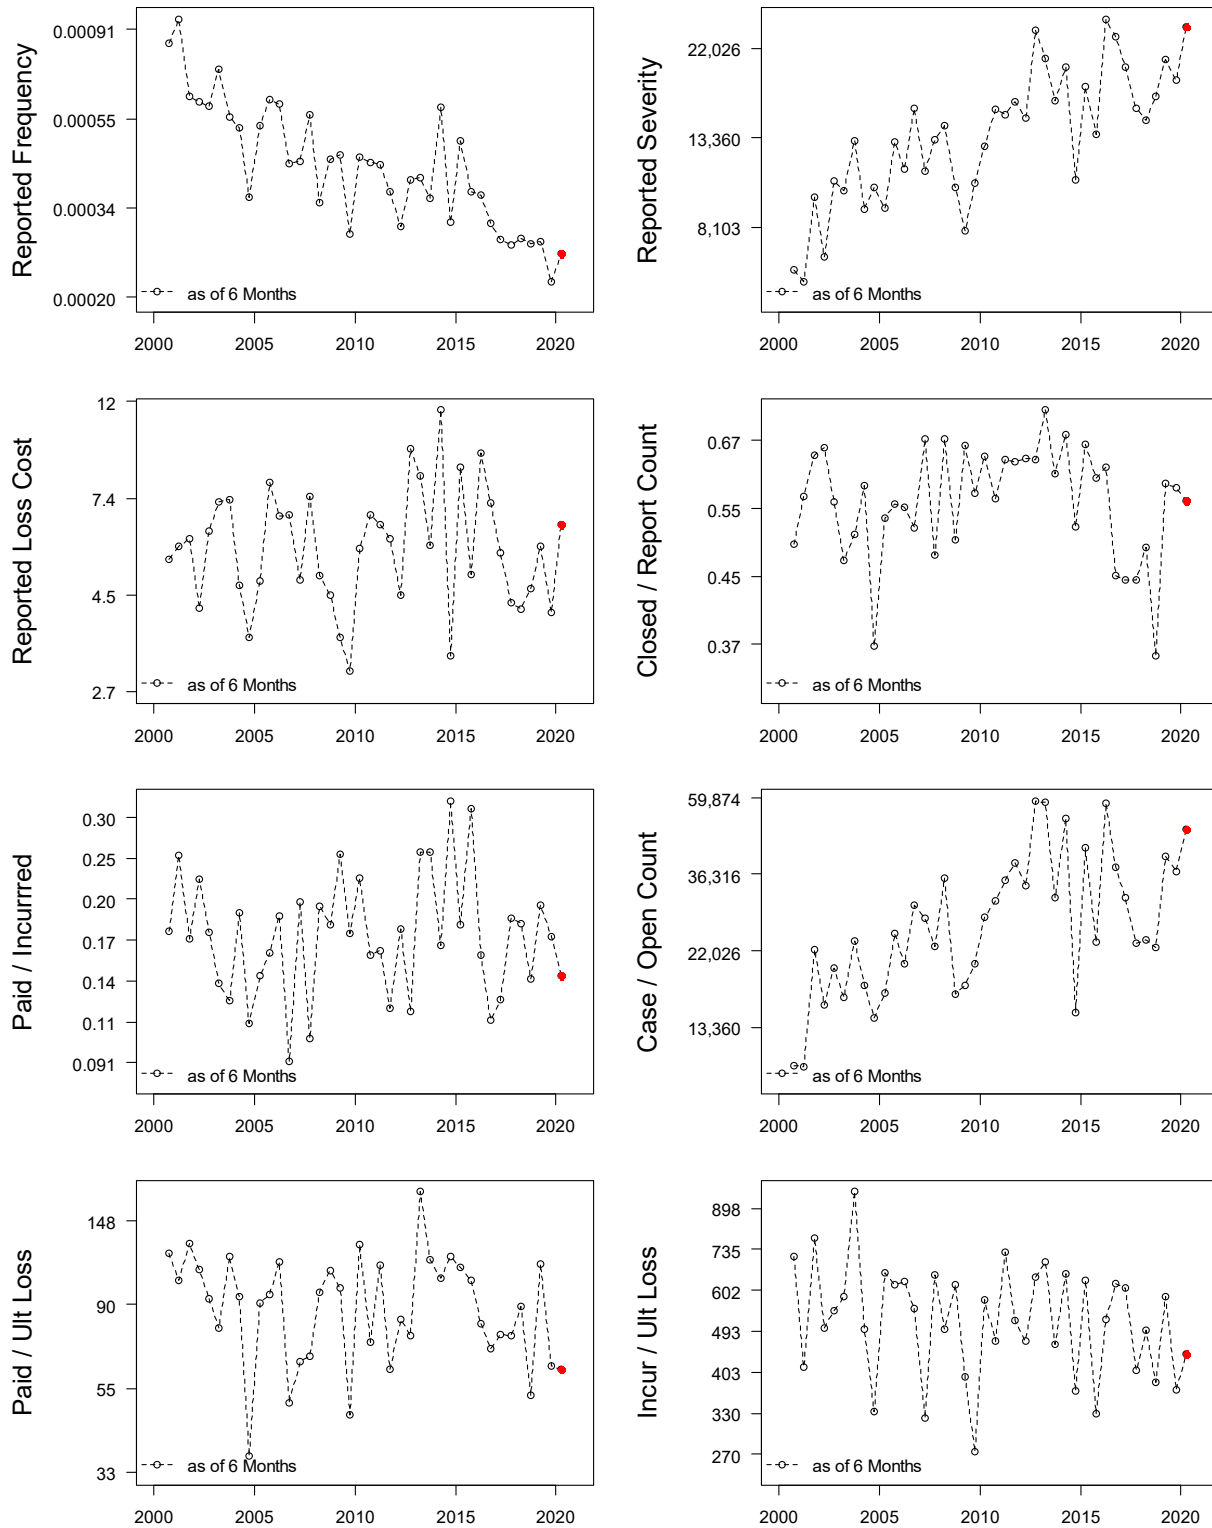 Reported Frequency
0.00091
0.00055
0.00034
0.00020
as of 6 Months
2000 2005 2010 2015 2020
Reported Severity
22,026
13,360
8,103
as of 6 Months
2000 2005 2010 2015 2020
Reported Loss Cost
12
7.4
4.5
2.7
as of 6 Months
2000 2005 2010 2015 2020
Closed / Report Count
0.67
0.55
0.45
0.37
as of 6 Months
2000 2005 2010 2015 2020
Paid / Incurrred
0.30
0.25
0.20
0.17
0.14
0.11
0.091
as of 6 Months
2000 2005 2010 2015 2020
Case / Open Count
59,874
36,316
22,026
13,360
as of 6 Months
2000 2005 2010 2015 2020
Paid / Ult Loss
148
90
55
33
as of 6 Months
2000 2005 2010 2015 2020
Incur / Ult Loss
898
735
602
493
403
330
270
as of 6 Months
2000 2005 2010 2015 2020